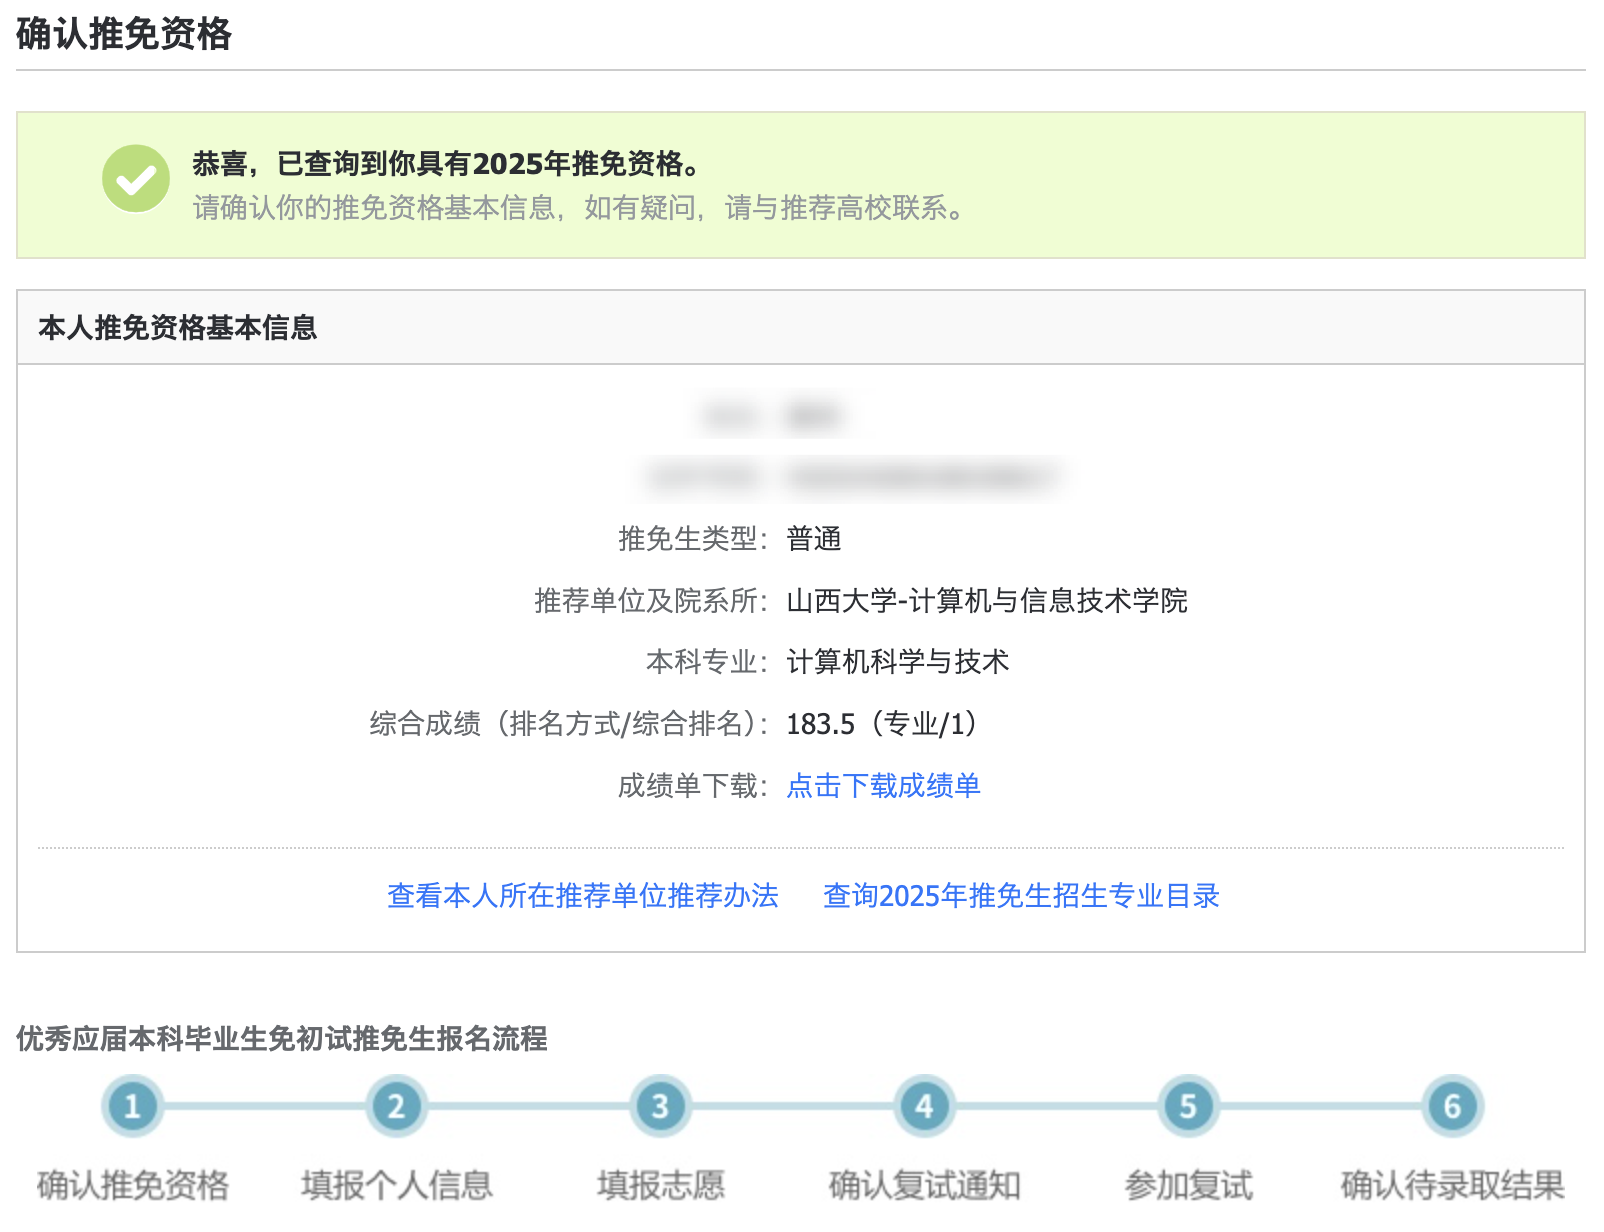 确认推免资格
恭喜，已查询到你具有2025年推免资格。
请确认你的推免资格基本信息，如有疑问，请与推荐高校联系。
本人推免资格基本信息
推免生类型： 普通
推荐单位及院系所： 山西大学-计算机与信息技术学院
本科专业： 计算机科学与技术
综合成绩（排名方式/综合排名）： 183.5（专业/1）
成绩单下载： 点击下载成绩单
查看本人所在推荐单位推荐办法 查询2025年推免生招生专业目录
优秀应届本科毕业生免初试推免生报名流程
1 2 3 4 5 6
确认推免资格 填报个人信息 填报志愿 确认复试通知 参加复试 确认待录取结果